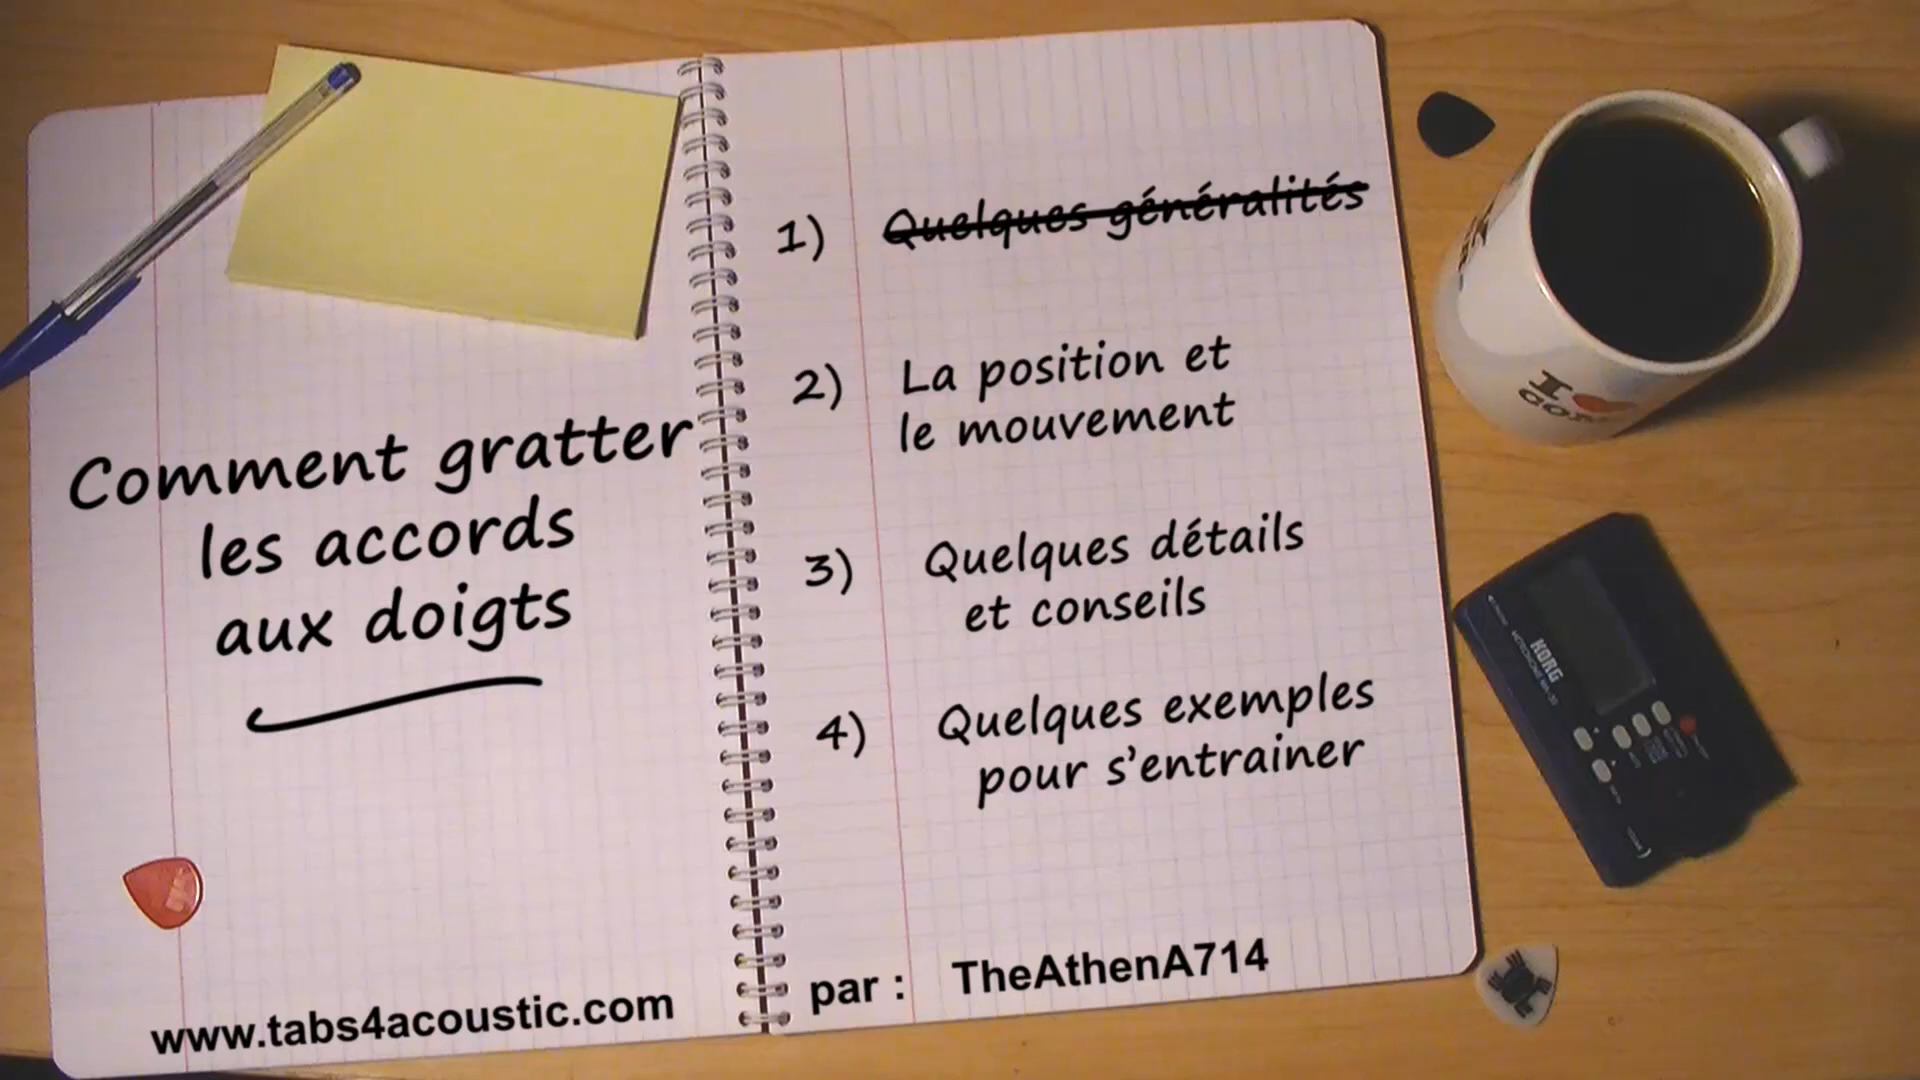 Comment gratter
les accords
aux doigts
www.tabs4acoustic.com
1) Quelques généralités
2) La position et
le mouvement
3) Quelques détails
et conseils
4) Quelques exemples
pour s'entrainer
par : TheAthenA714
I
KORG